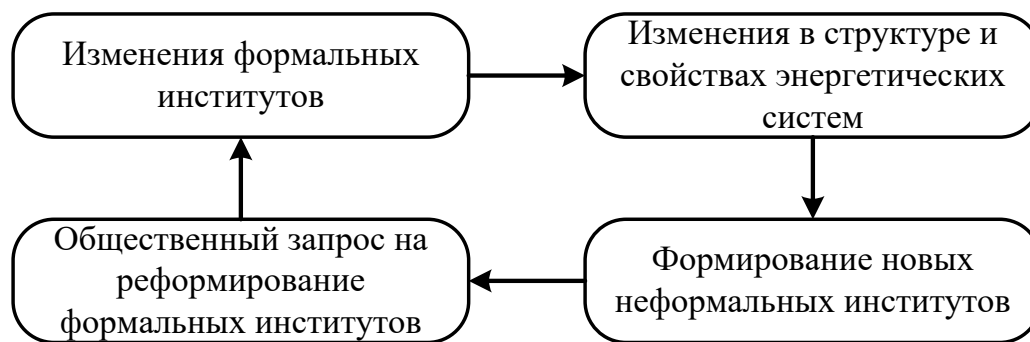 Изменения формальных
институтов
Изменения в структуре и
свойствах энергетических
систем
Общественный запрос на
реформирование
формальных институтов
Формирование новых
неформальных институтов